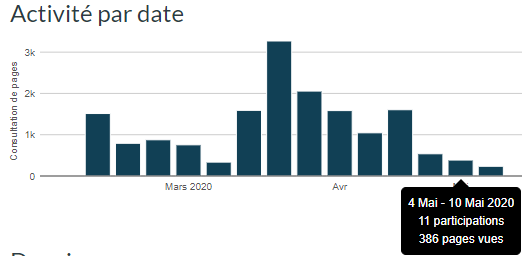 Activité par date
Consultation de pages
3k
2k
1k
0
Mars 2020
Avr
4 Mai - 10 Mai 2020
11 participations
386 pages vues